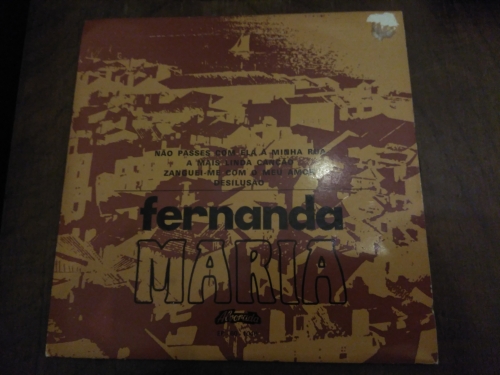 NÃO PASSES COM ELA À MINHA RUA
A MAIS LINDA CANÇÃO
ZANGUEI-ME COM O MEU AMOR
DESILUSÃO
fernanda
MARIA